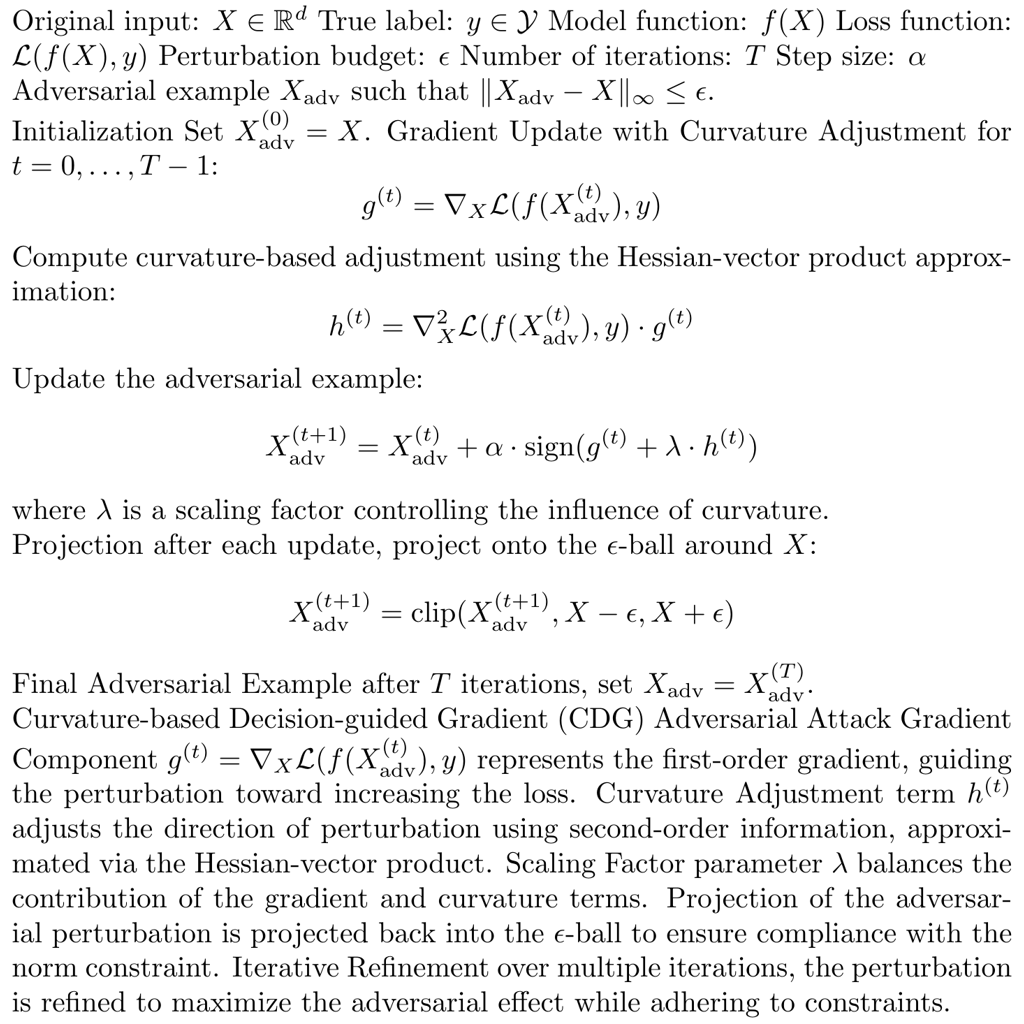 Original input: $X \in \mathbb{R}^d$ True label: $y \in \mathcal{Y}$ Model function: $f(X)$ Loss function:
$\mathcal{L}(f(X), y)$ Perturbation budget: $\epsilon$ Number of iterations: $T$ Step size: $\alpha$
Adversarial example $X_{\text{adv}}$ such that $\|X_{\text{adv}} - X\|_\infty \leq \epsilon$.
Initialization Set $X_{\text{adv}}^{(0)} = X$. Gradient Update with Curvature Adjustment for
$t = 0, \ldots, T - 1$:
$g^{(t)} = \nabla_X \mathcal{L}(f(X_{\text{adv}}^{(t)}), y)$
Compute curvature-based adjustment using the Hessian-vector product approx-
imation:
$h^{(t)} = \nabla_X^2 \mathcal{L}(f(X_{\text{adv}}^{(t)}), y) \cdot g^{(t)}$
Update the adversarial example:
$X_{\text{adv}}^{(t+1)} = X_{\text{adv}}^{(t)} + \alpha \cdot \text{sign}(g^{(t)} + \lambda \cdot h^{(t)})$
where $\lambda$ is a scaling factor controlling the influence of curvature.
Projection after each update, project onto the $\epsilon$-ball around $X$:
$X_{\text{adv}}^{(t+1)} = \text{clip}(X_{\text{adv}}^{(t+1)}, X - \epsilon, X + \epsilon)$
Final Adversarial Example after $T$ iterations, set $X_{\text{adv}} = X_{\text{adv}}^{(T)}$.
Curvature-based Decision-guided Gradient (CDG) Adversarial Attack Gradient
Component $g^{(t)} = \nabla_X \mathcal{L}(f(X_{\text{adv}}^{(t)}), y)$ represents the first-order gradient, guiding
the perturbation toward increasing the loss. Curvature Adjustment term $h^{(t)}$
adjusts the direction of perturbation using second-order information, approxi-
mated via the Hessian-vector product. Scaling Factor parameter $\lambda$ balances the
contribution of the gradient and curvature terms. Projection of the adversar-
ial perturbation is projected back into the $\epsilon$-ball to ensure compliance with the
norm constraint. Iterative Refinement over multiple iterations, the perturbation
is refined to maximize the adversarial effect while adhering to constraints.